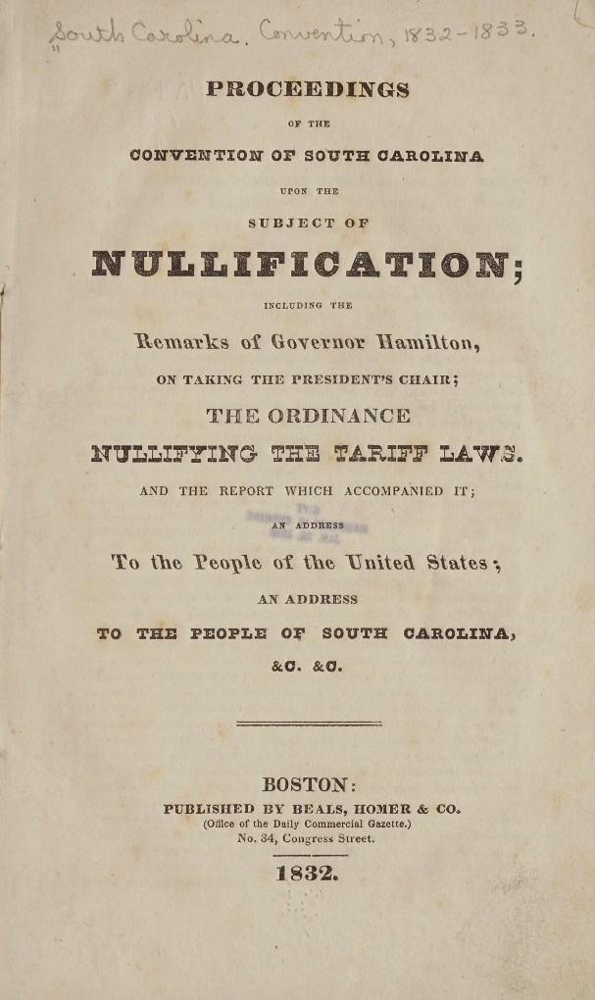 South Carolina. Convention, 1832-1833.
PROCEEDINGS
OF THE
CONVENTION OF SOUTH CAROLINA
UPON THE
SUBJECT OF
NULLIFICATION;
INCLUDING THE
Remarks of Governor Hamilton,
ON TAKING THE PRESIDENT'S CHAIR;
THE ORDINANCE
NULLIFYING THE TARIFF LAWS.
AND THE REPORT WHICH ACCOMPANIED IT;
AN ADDRESS
To the People of the United States;
AN ADDRESS
TO THE PEOPLE OF SOUTH CAROLINA,
&C. &C.
BOSTON:
PUBLISHED BY BEALS, HOMER & CO.
(Office of the Daily Commercial Gazette.)
No. 34, Congress Street.
1832.